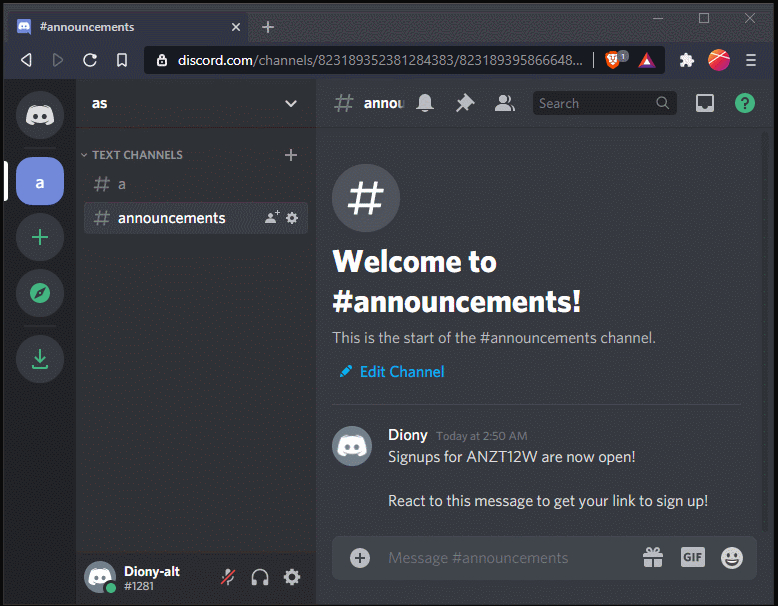 #announcements
discord.com/channels/823189352381284383/823189395866648...
1
as
# annou
Search
?
TEXT CHANNELS
a
# a
# announcements
#
Welcome to
#announcements!
This is the start of the #announcements channel.
Edit Channel
Diony Today at 2:50 AM
Signups for ANZT12W are now open!
React to this message to get your link to sign up!
Message #announcements
GIF
Diony-alt
#1281